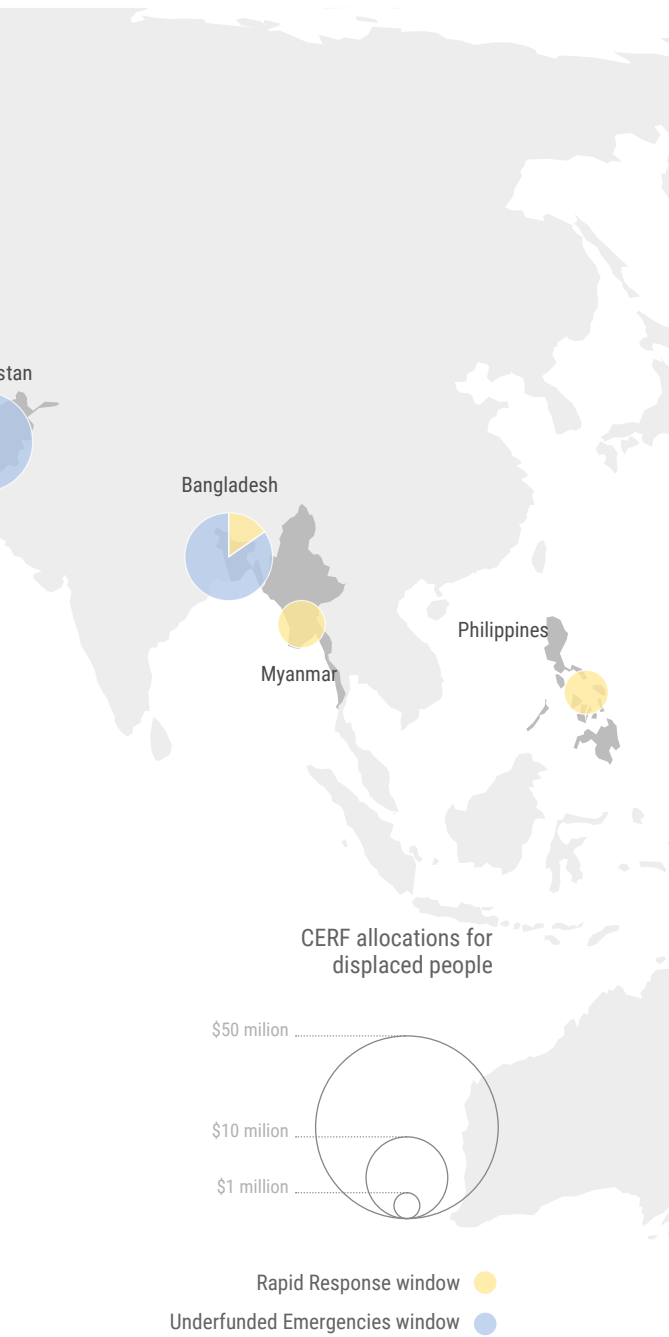 stan
Bangladesh
Philippines
Myanmar
CERF allocations for
displaced people
$50 milion
$10 milion
$1 million
Rapid Response window
Underfunded Emergencies window